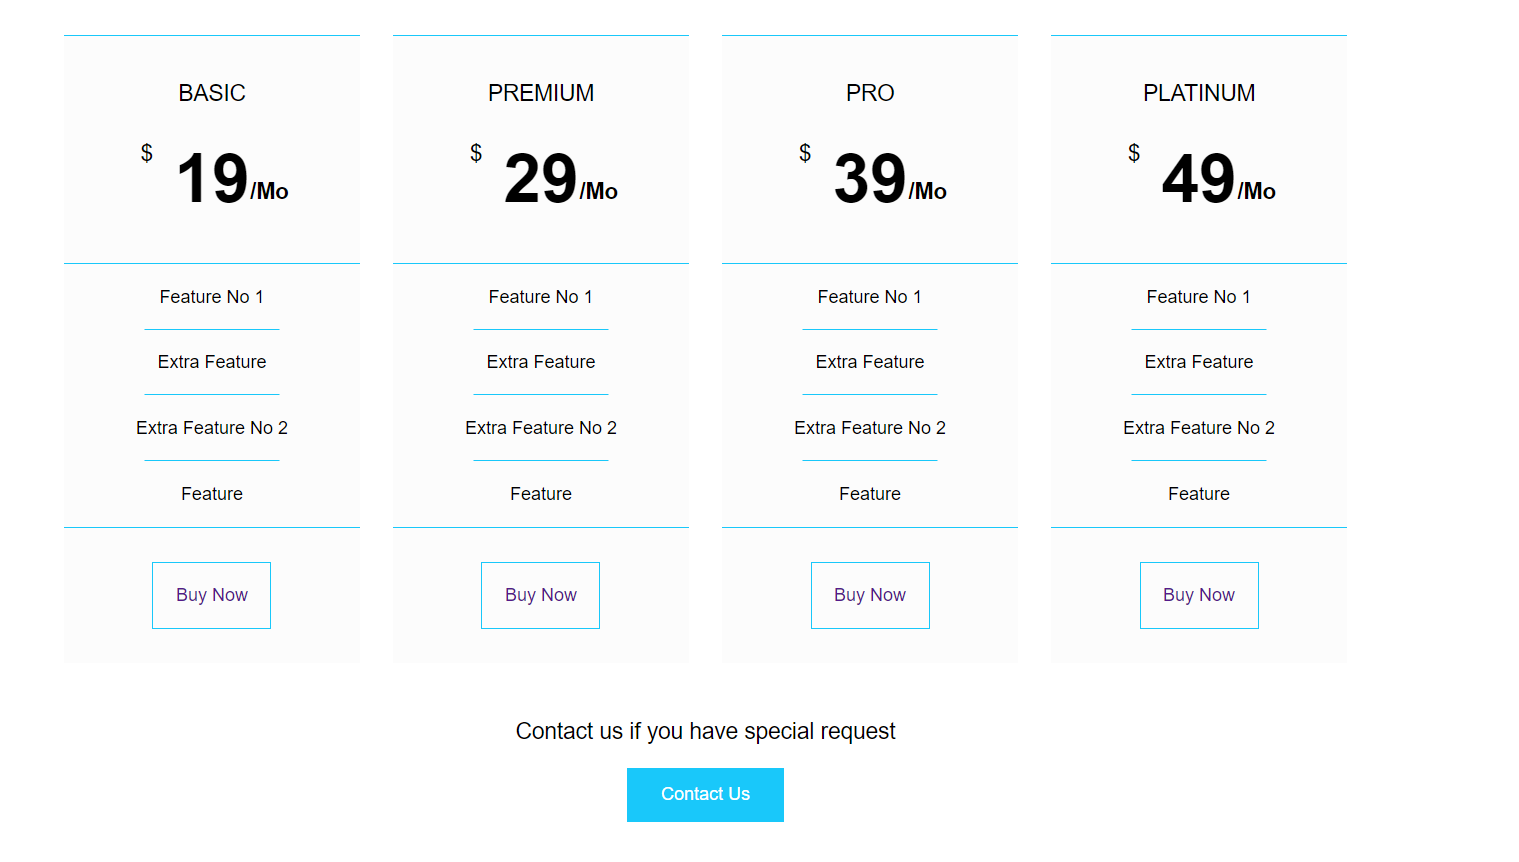 BASIC
$ 19/Mo
Feature No 1
Extra Feature
Extra Feature No 2
Feature
Buy Now
PREMIUM
$ 29/Mo
Feature No 1
Extra Feature
Extra Feature No 2
Feature
Buy Now
PRO
$ 39/Mo
Feature No 1
Extra Feature
Extra Feature No 2
Feature
Buy Now
PLATINUM
$ 49/Mo
Feature No 1
Extra Feature
Extra Feature No 2
Feature
Buy Now
Contact us if you have special request
Contact Us